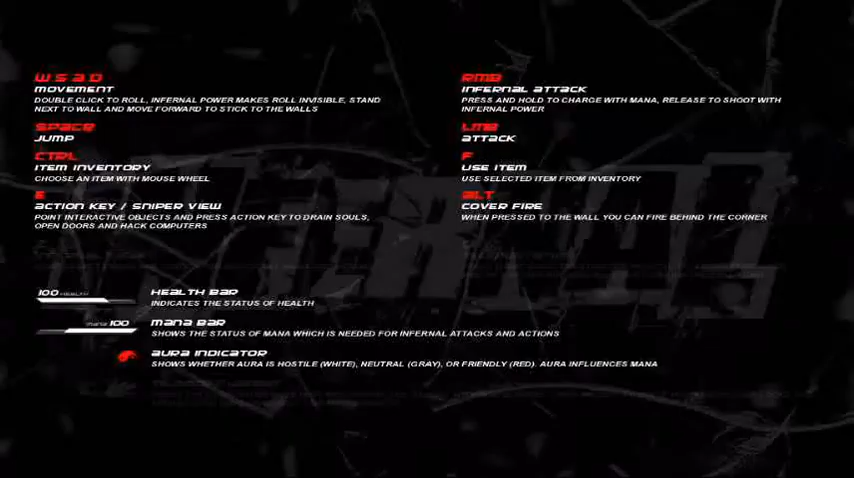 W S A D
MOVEMENT
DOUBLE CLICK TO ROLL, INFERNAL POWER MAKES ROLL INVISIBLE, STAND
NEXT TO WALL AND MOVE FORWARD TO STICK TO THE WALLS
SPACE
JUMP
CTRL
ITEM INVENTORY
CHOOSE AN ITEM WITH MOUSE WHEEL
E
ACTION KEY / SNIPER VIEW
POINT INTERACTIVE OBJECTS AND PRESS ACTION KEY TO DRAIN SOULS,
OPEN DOORS AND HACK COMPUTERS
RMB
INFERNAL ATTACK
PRESS AND HOLD TO CHARGE WITH MANA, RELEASE TO SHOOT WITH
INFERNAL POWER
LMB
ATTACK
F
USE ITEM
USE SELECTED ITEM FROM INVENTORY
ALT
COVER FIRE
WHEN PRESSED TO THE WALL YOU CAN FIRE BEHIND THE CORNER
100 HEALTH
HEALTH BAR
INDICATES THE STATUS OF HEALTH
MANA 100
MANA BAR
SHOWS THE STATUS OF MANA WHICH IS NEEDED FOR INFERNAL ATTACKS AND ACTIONS
AURA INDICATOR
SHOWS WHETHER AURA IS HOSTILE (WHITE), NEUTRAL (GRAY), OR FRIENDLY (RED). AURA INFLUENCES MANA
INFERNAL